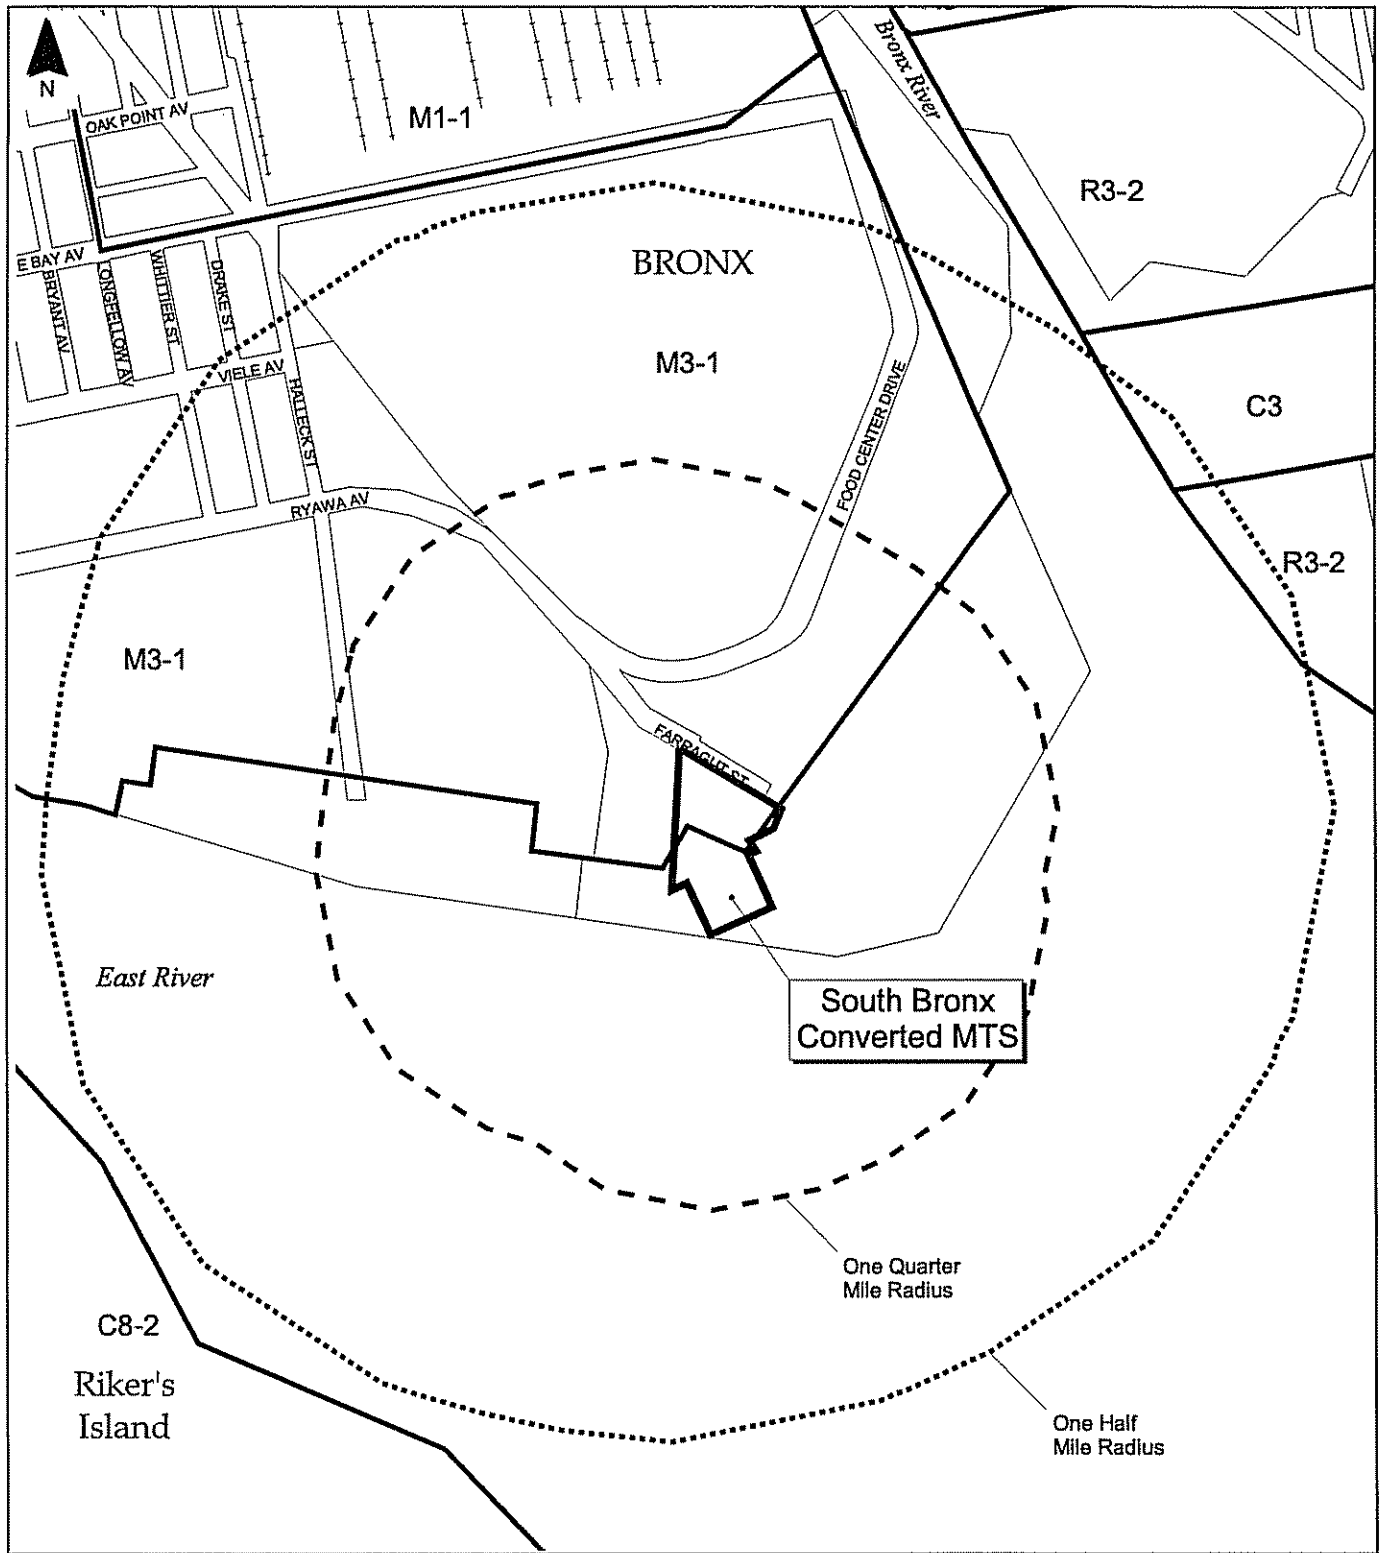 N
OAK POINT AV
M1-1
Bronx River
R3-2
E BAY AV
BRYANT AV
ONGFELLOW AV
WHITTIER ST
DRAKE ST
BRONX
M3-1
VIELE AV
HALLECK ST
FOOD CENTER DRIVE
C3
RYAWA AV
R3-2
M3-1
FARRAGUT ST
East River
South Bronx
Converted MTS
One Quarter
Mile Radius
C8-2
Riker's
Island
One Half
Mile Radius